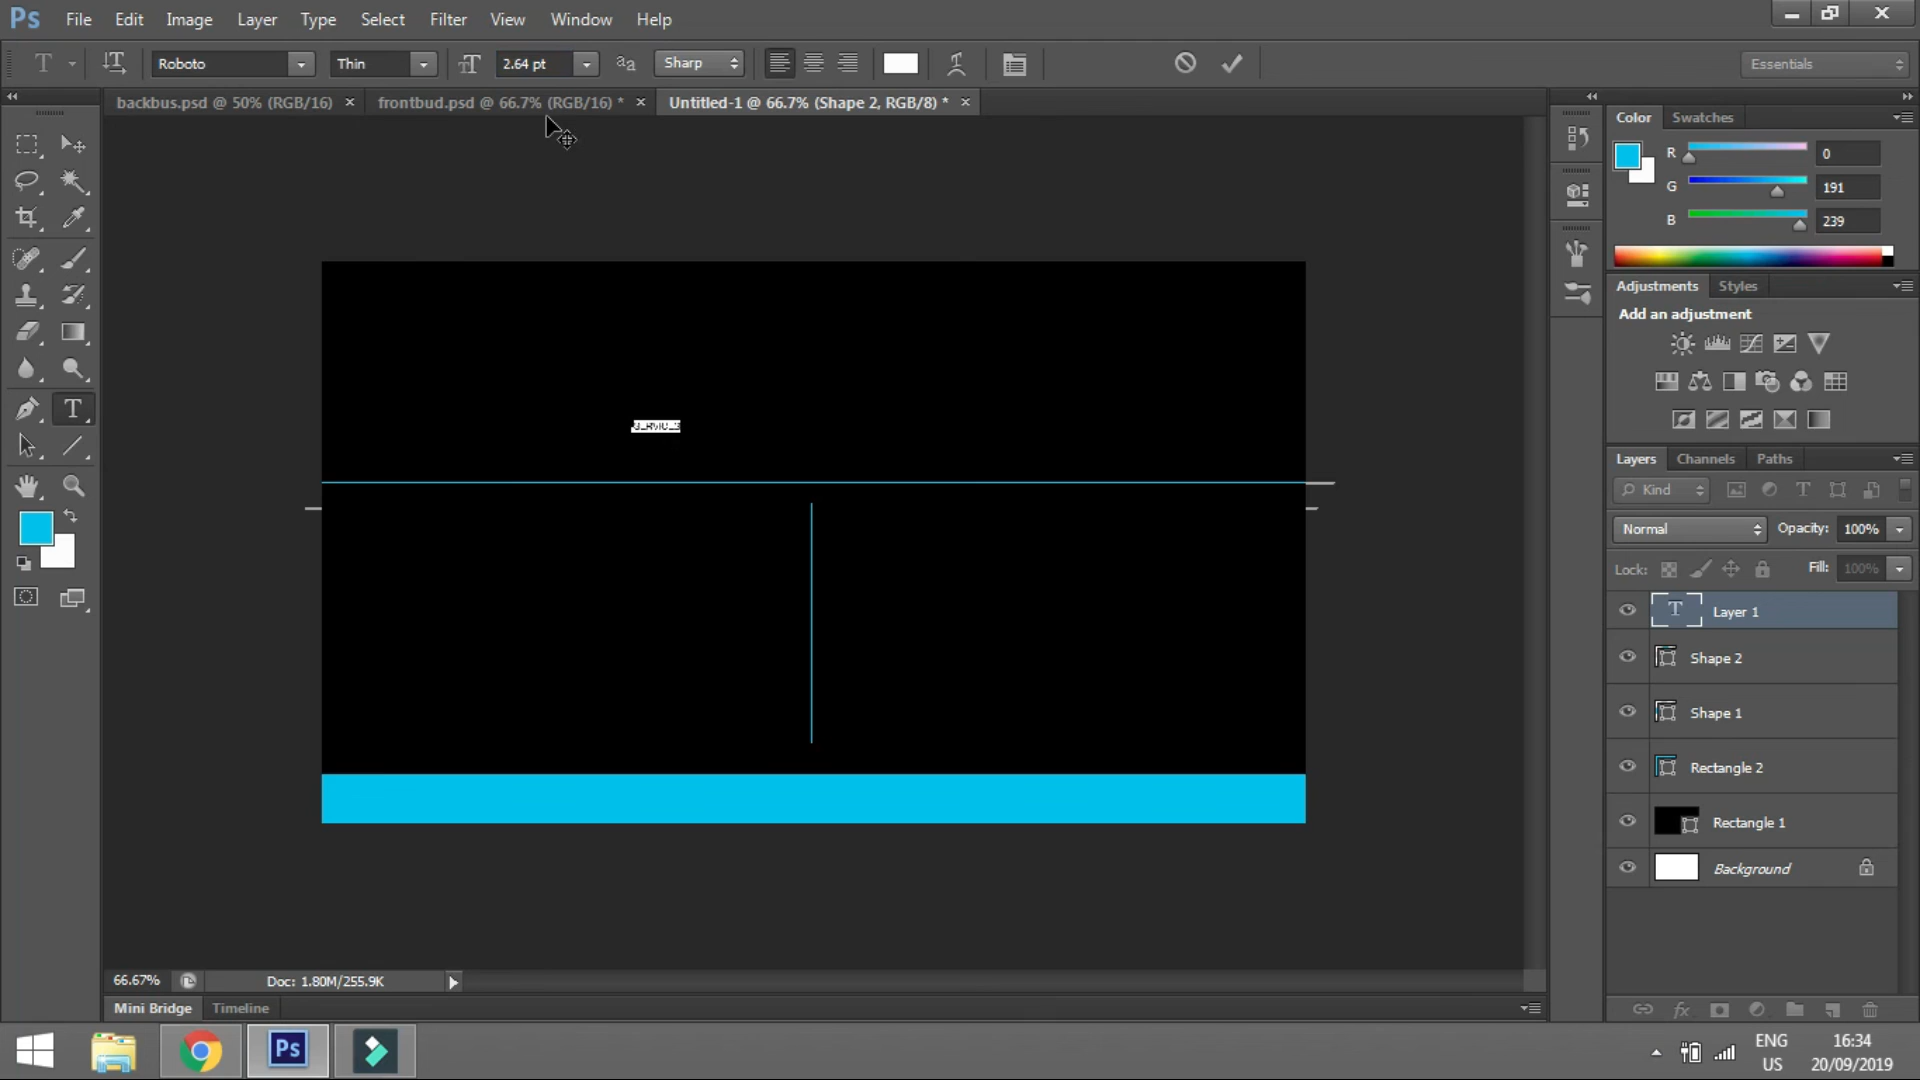 Ps File Edit Image Layer Type Select Filter View Window Help
T Roboto Thin 2.64 pt Sharp Essentials
backbus.psd @ 50% (RGB/16) × frontbud.psd @ 66.7% (RGB/16) * × Untitled-1 @ 66.7% (Shape 2, RGB/8) * ×
Color Swatches
R 0
G 191
B 239
Adjustments Styles
Add an adjustment
SERVICES
Layers Channels Paths
Kind
Normal Opacity: 100%
Lock: Fill: 100%
T Layer 1
Shape 2
Shape 1
Rectangle 2
Rectangle 1
Background
66.67% Doc: 1.80M/255.9K
Mini Bridge Timeline
Ps ENG 16:34
US 20/09/2019